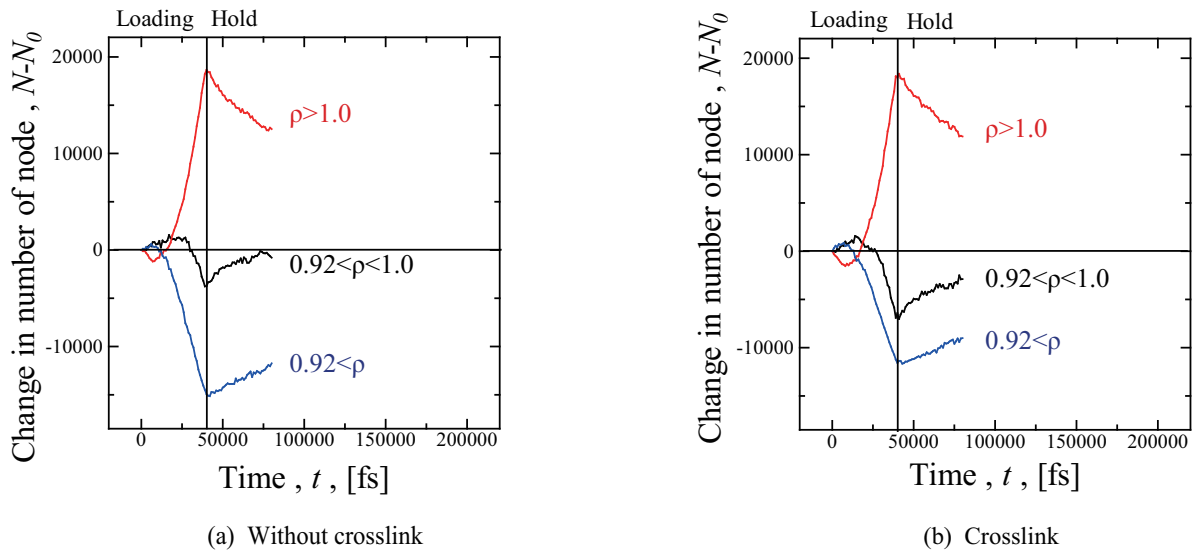 Loading Hold
Change in number of node , N-N0
20000
10000
0
-10000
ρ>1.0
0.92<ρ<1.0
0.92<ρ
0 50000 100000 150000 200000
Time , t , [fs]
(a) Without crosslink
Loading Hold
Change in number of node , N-N0
20000
10000
0
-10000
ρ>1.0
0.92<ρ<1.0
0.92<ρ
0 50000 100000 150000 200000
Time , t , [fs]
(b) Crosslink